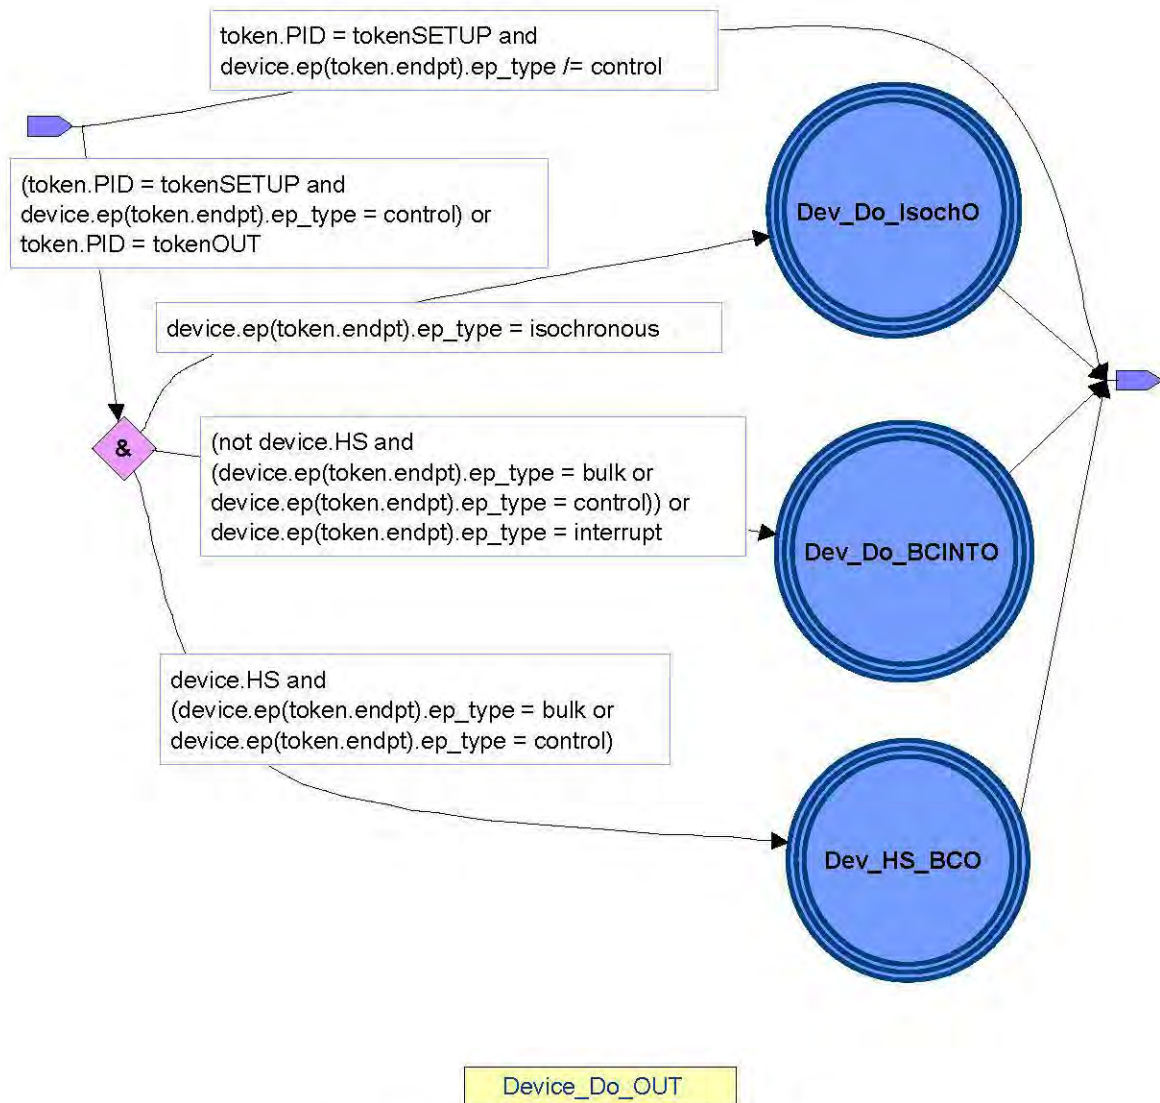 token.PID = tokenSETUP and
device.ep(token.endpt).ep_type /= control
(token.PID = tokenSETUP and
device.ep(token.endpt).ep_type = control) or
token.PID = tokenOUT
Dev_Do_IsochO
device.ep(token.endpt).ep_type = isochronous
&
(not device.HS and
(device.ep(token.endpt).ep_type = bulk or
device.ep(token.endpt).ep_type = control)) or
device.ep(token.endpt).ep_type = interrupt
Dev_Do_BCINTO
device.HS and
(device.ep(token.endpt).ep_type = bulk or
device.ep(token.endpt).ep_type = control)
Dev_HS_BCO
Device_Do_OUT